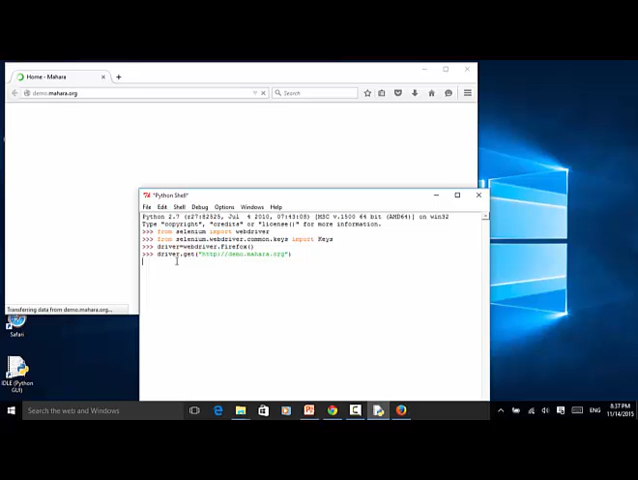 Home - Mahara
demo.mahara.org
Search
*Python Shell*
File Edit Shell Debug Options Windows Help
Python 2.7 (r27:82525, Jul 4 2010, 07:43:08) [MSC v.1500 64 bit (AMD64)] on win32
Type "copyright", "credits" or "license()" for more information.
>>> from selenium import webdriver
>>> from selenium.webdriver.common.keys import Keys
>>> driver=webdriver.Firefox()
>>> driver.get("http://demo.mahara.org")
Transferring data from demo.mahara.org...
Safari
IDLE (Python
GUI)
Search the web and Windows
ENG
8:37 PM
11/14/2015